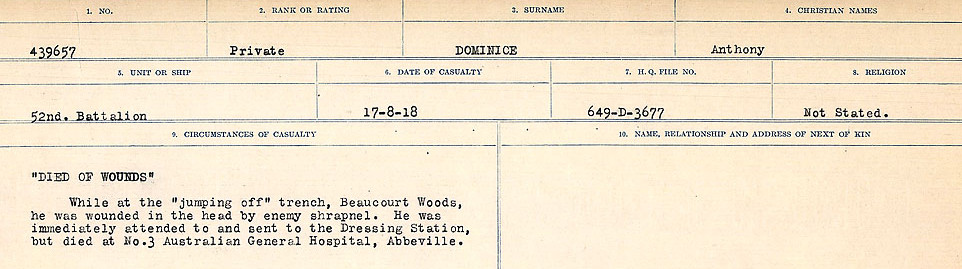 1. NO. 2. RANK OR RATING 3. SURNAME 4. CHRISTIAN NAMES
439657 Private DOMINICE Anthony
5. UNIT OR SHIP 6. DATE OF CASUALTY 7. H.Q. FILE NO. 8. RELIGION
52nd. Battalion 17-8-18 649-D-3677 Not Stated.
9. CIRCUMSTANCES OF CASUALTY 10. NAME, RELATIONSHIP AND ADDRESS OF NEXT OF KIN
"DIED OF WOUNDS"
While at the "jumping off" trench, Beaucourt Woods,
he was wounded in the head by enemy shrapnel. He was
immediately attended to and sent to the Dressing Station,
but died at No.3 Australian General Hospital, Abbeville.